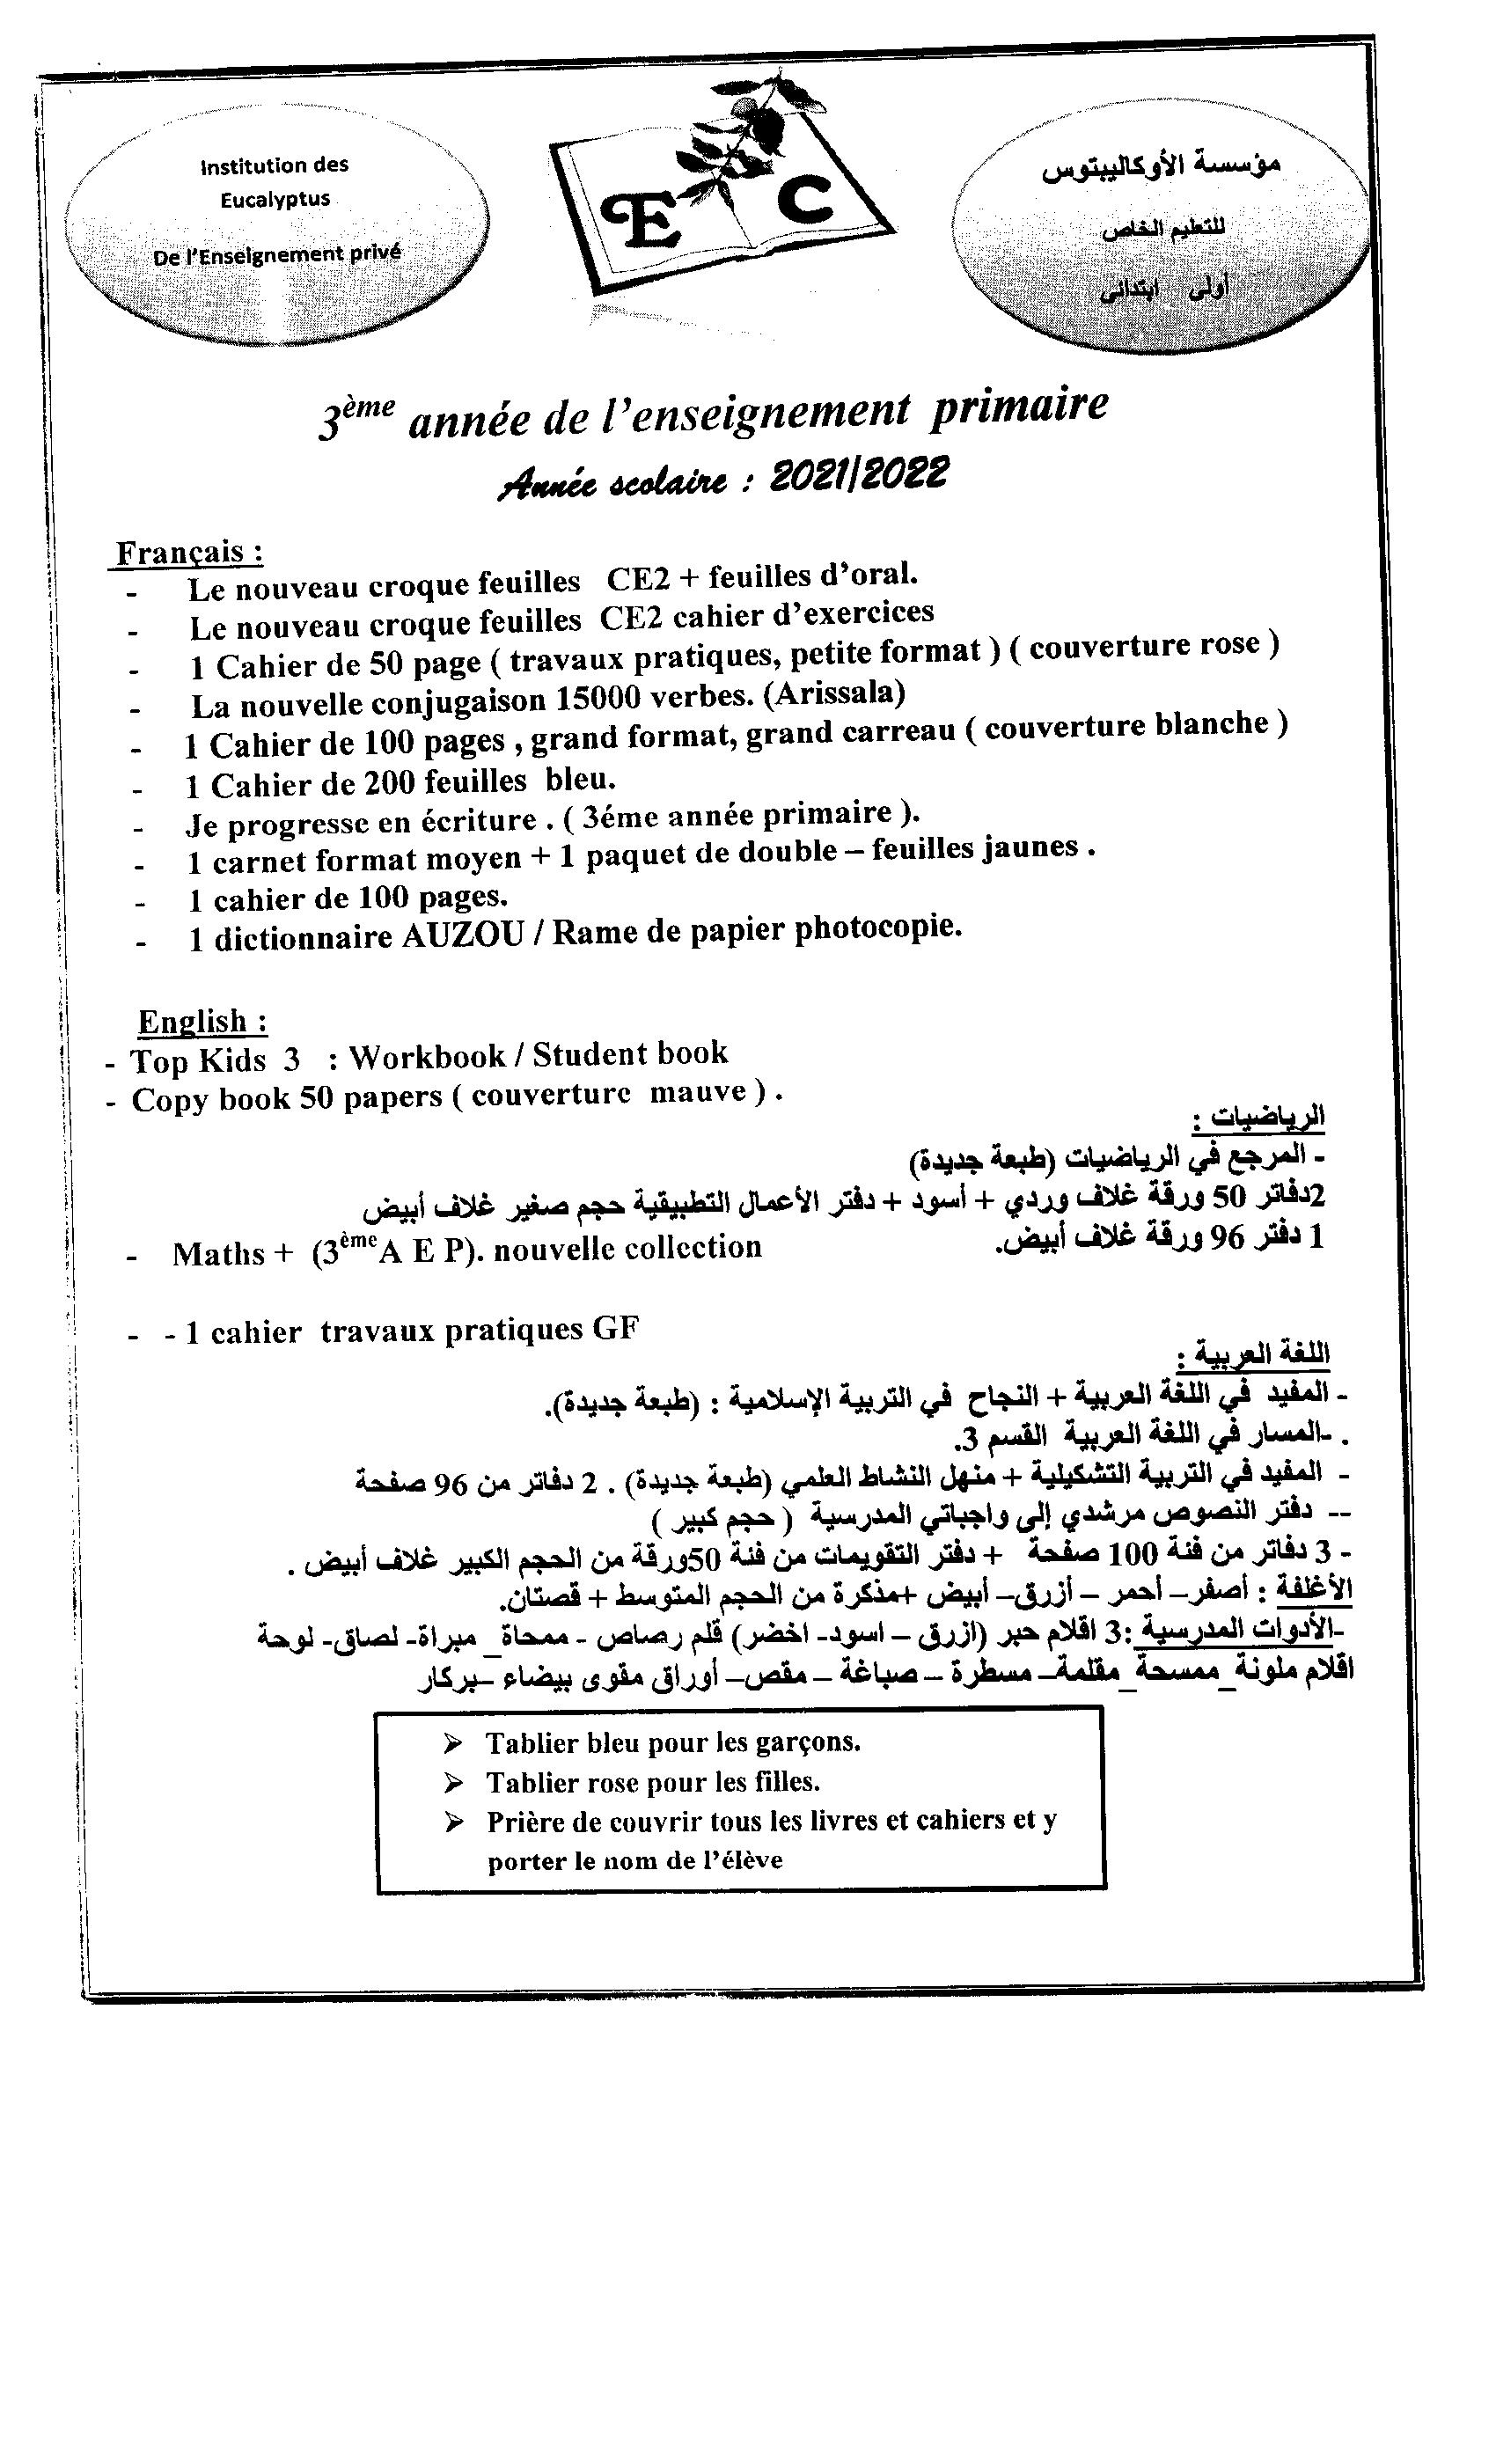 Institution des
Eucalyptus
De l'Enseignement privé
E C
مؤسسة الأوكاليبتوس
للتعليم الخاص
أولى ابتدائي
3ème année de l'enseignement primaire
Année scolaire : 2021/2022
Français :
- Le nouveau croque feuilles CE2 + feuilles d'oral.
- Le nouveau croque feuilles CE2 cahier d'exercices
- 1 Cahier de 50 page ( travaux pratiques, petite format ) ( couverture rose )
- La nouvelle conjugaison 15000 verbes. (Arissala)
- 1 Cahier de 100 pages , grand format, grand carreau ( couverture blanche )
- 1 Cahier de 200 feuilles bleu.
- Je progresse en écriture . ( 3éme année primaire ).
- 1 carnet format moyen + 1 paquet de double – feuilles jaunes .
- 1 cahier de 100 pages.
- 1 dictionnaire AUZOU / Rame de papier photocopie.
English :
- Top Kids 3 : Workbook / Student book
- Copy book 50 papers ( couverture mauve ) .
الرياضيات :
- المرجع في الرياضيات (طبعة جديدة)
2دفاتر 50 ورقة غلاف وردي + أسود + دفتر الأعمال التطبيقية حجم صغير غلاف أبيض
1 دفتر 96 ورقة غلاف أبيض.
- Maths + (3ème A E P). nouvelle collection
- - 1 cahier travaux pratiques GF
اللغة العربية :
- المفيد في اللغة العربية + النجاح في التربية الإسلامية : (طبعة جديدة).
. -المسار في اللغة العربية القسم 3.
- المفيد في التربية التشكيلية + منهل النشاط العلمي (طبعة جديدة) . 2 دفاتر من 96 صفحة
-- دفتر النصوص مرشدي إلى واجباتي المدرسية ( حجم كبير )
- 3 دفاتر من فئة 100 صفحة + دفتر التقويمات من فئة 50ورقة من الحجم الكبير غلاف أبيض .
الأغلفة : أصفر– أحمر – أزرق– أبيض +مذكرة من الحجم المتوسط + قصتان.
-الأدوات المدرسية :3 اقلام حبر (ازرق – اسود- اخضر) قلم رصاص - ممحاة_ مبراة- لصاق- لوحة
اقلام ملونة_ممسحة_مقلمة– مسطرة – صباغة – مقص– أوراق مقوى بيضاء –بركار
➢ Tablier bleu pour les garçons.
➢ Tablier rose pour les filles.
➢ Prière de couvrir tous les livres et cahiers et y
porter le nom de l'élève